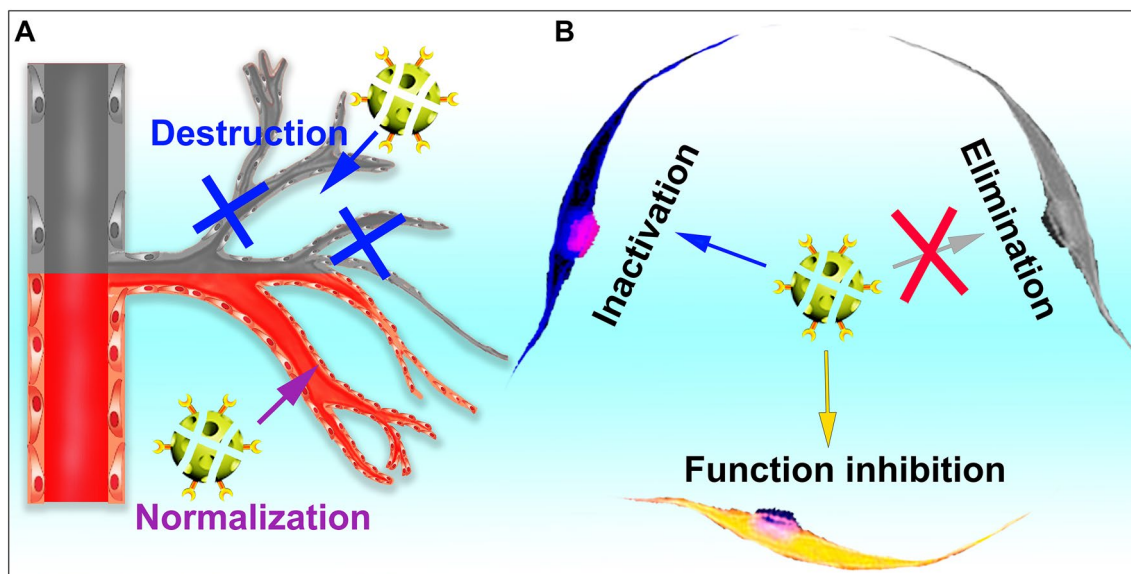 A
Destruction
Normalization
B
Inactivation
Elimination
Function inhibition